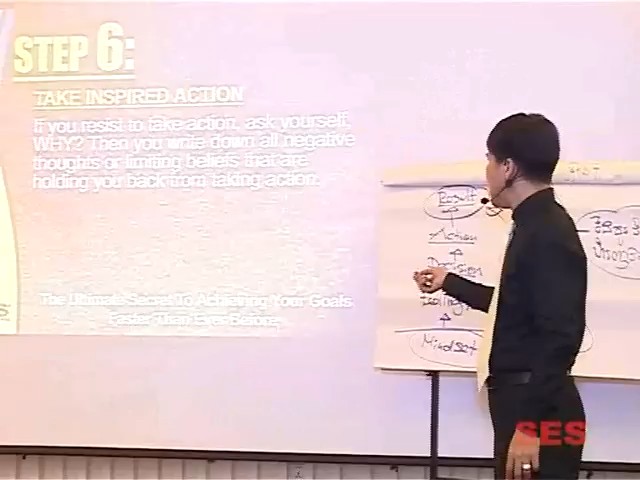 STEP 6:
TAKE INSPIRED ACTION
If you resist to take action, ask yourself
WHY? Then you write down all negative
thoughts or limiting beliefs that are
holding you back from taking action.
The Ultimate Secret To Achieving Your Goals
Faster Than Ever Before.
Result
Action
Decision
Mindset
SES